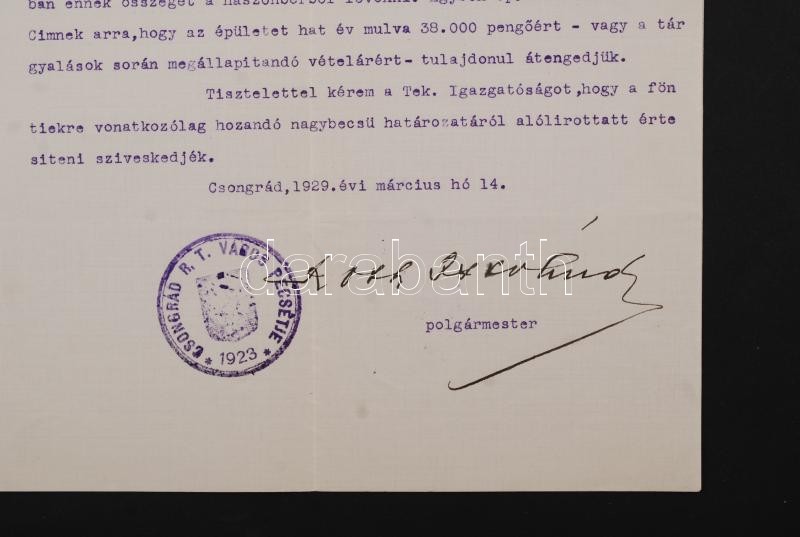 ban ennek összegét a haszonbérből
Cimnek arra,hogy az épületet hat év mulva 38.000 pengőért - vagy a tár
gyalások során megállapitandó vételárért- tulajdonul átengedjük.
Tisztelettel kérem a Tek. Igazgatóságot,hogy a fön
tiekre vonatkozólag hozandó nagybecsü határozatáról alólirottatt érte
siteni sziveskedjék.
Csongrád,1929.évi március hó 14.
CSONGRÁD R. T. VÁROS PECSÉTJE
* 1923 *
darabanth
polgármester